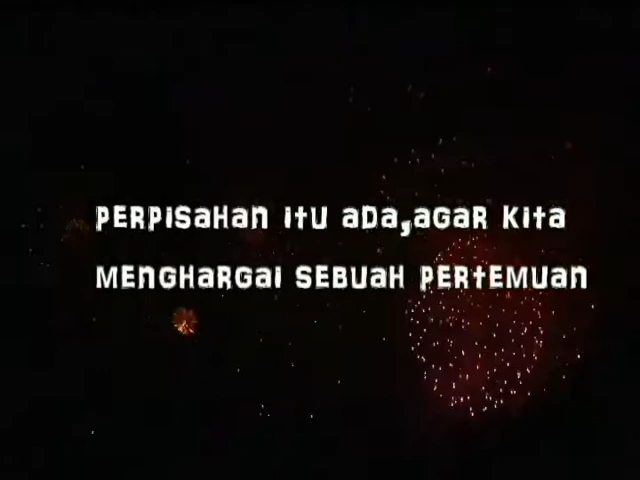 PERPISAHAN ITU ADA,AGAR KITA
MENGHARGAI SEBUAH PERTEMUAN